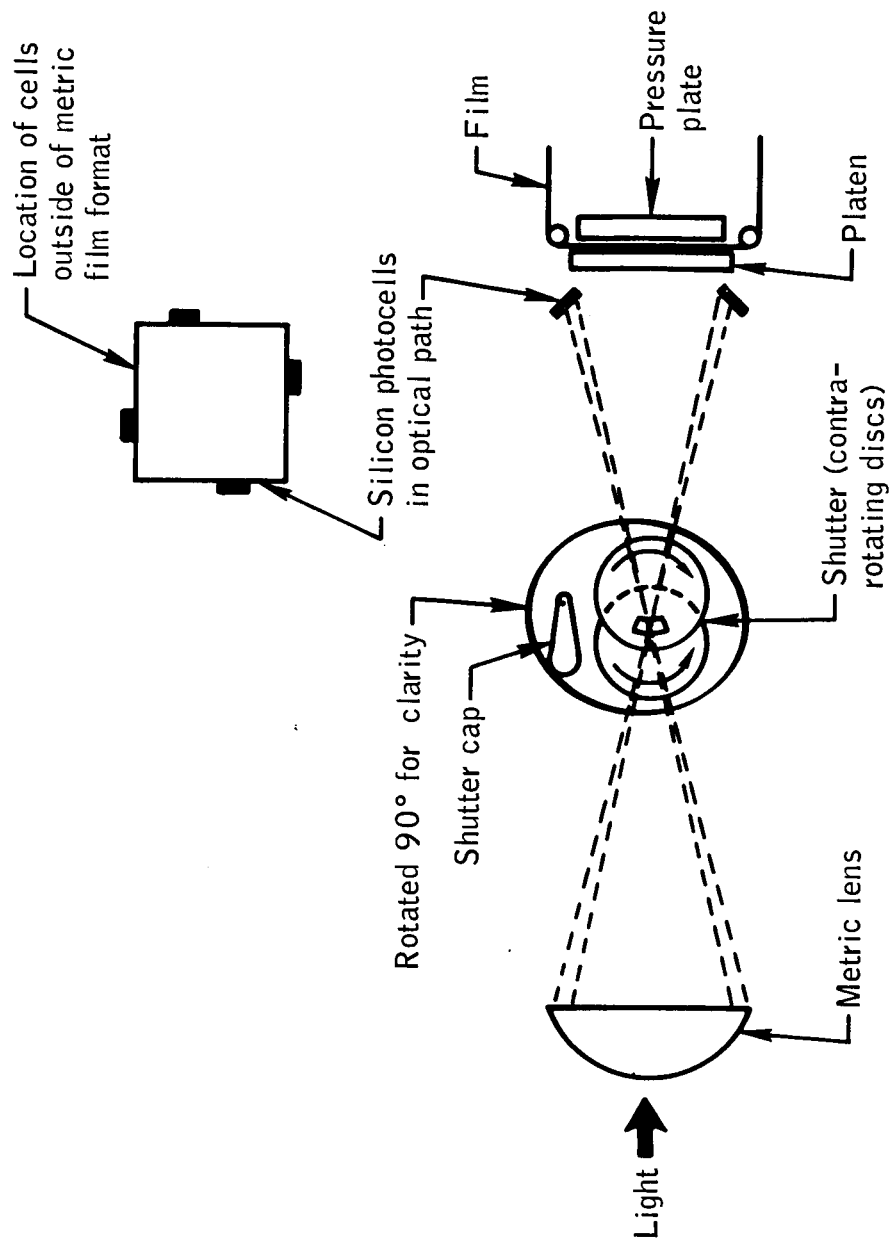 Location of cells
outside of metric
film format
Silicon photocells
in optical path
Film
Pressure
plate
Platen
Rotated 90° for clarity
Shutter cap
Shutter (contra-
rotating discs)
Metric lens
Light